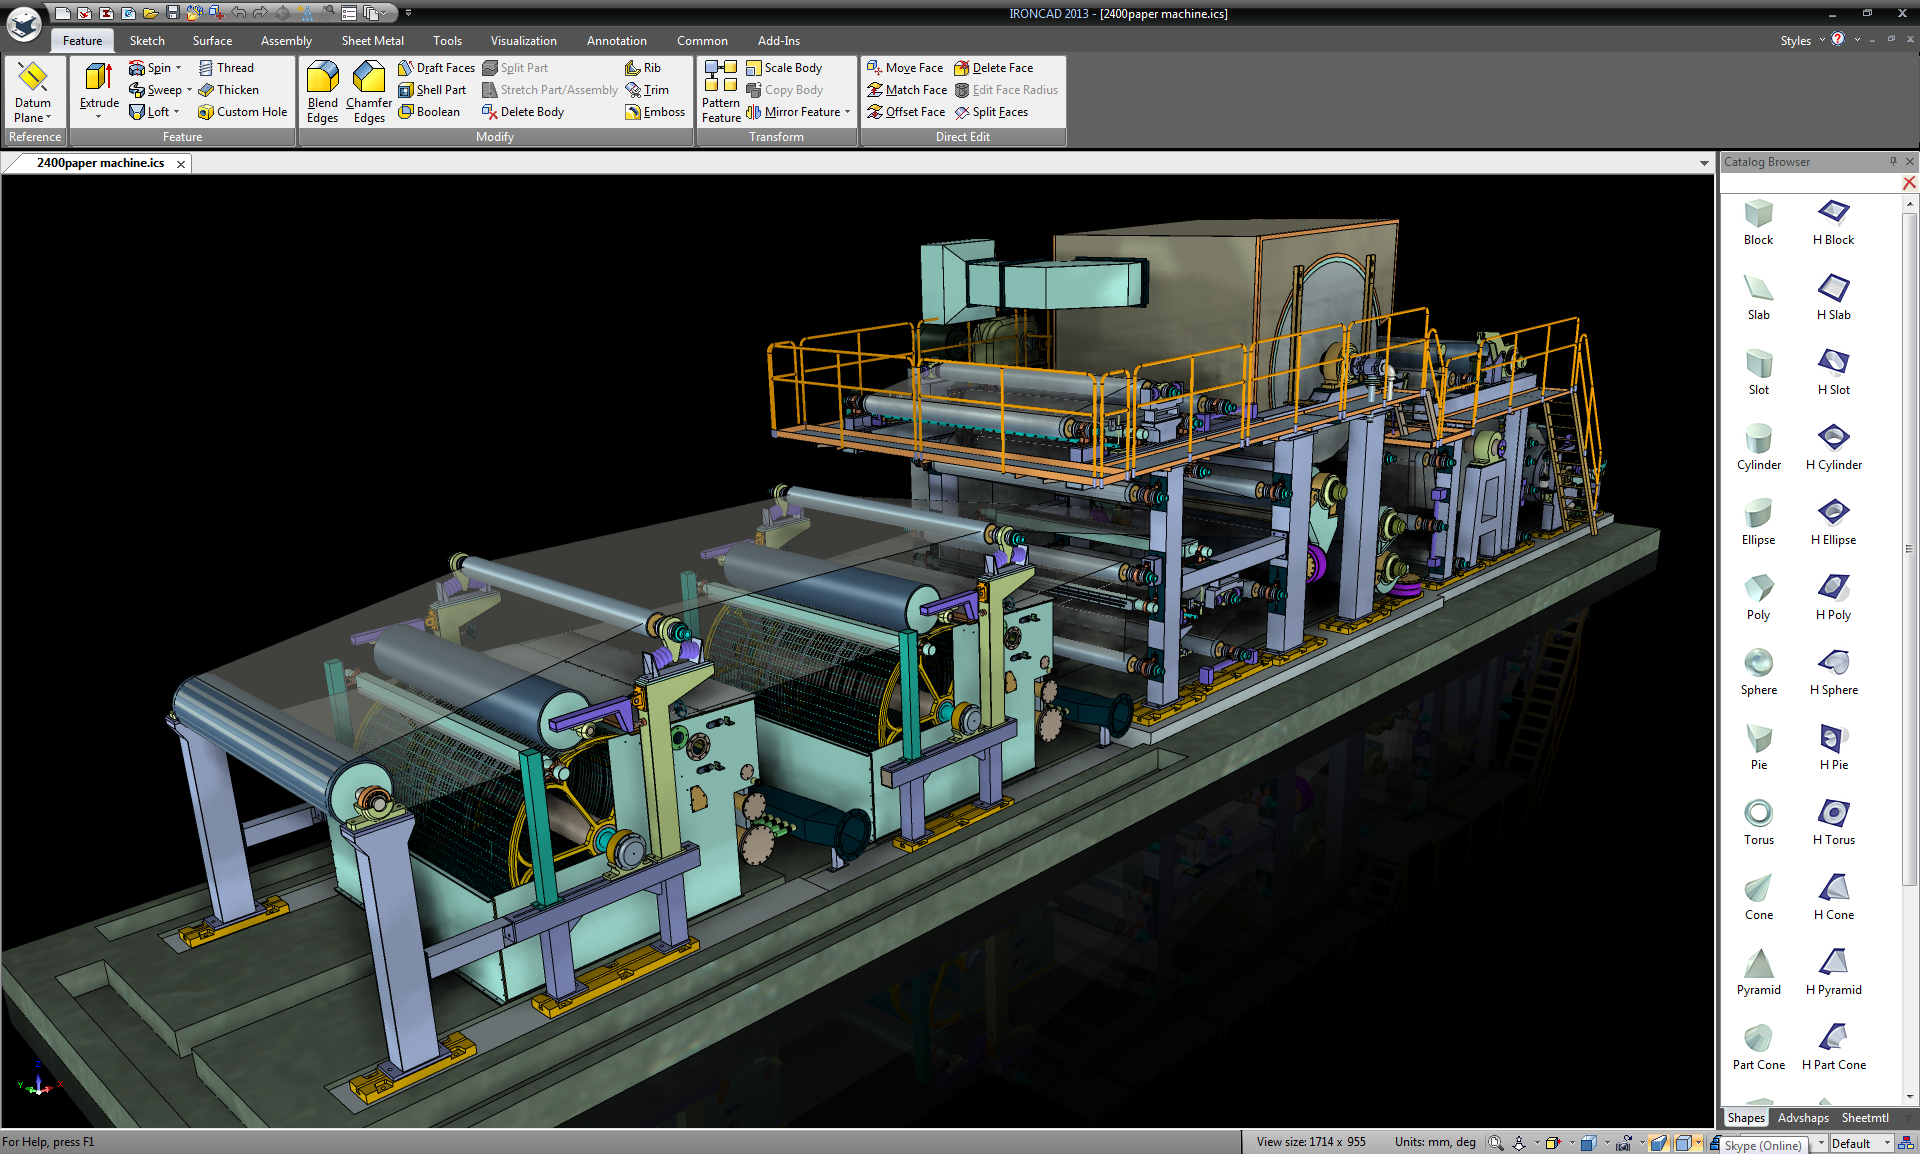 IRONCAD 2013 - [2400paper machine.ics]
Feature Sketch Surface Assembly Sheet Metal Tools Visualization Annotation Common Add-Ins Styles
Datum Plane
Reference
Extrude
Spin
Sweep
Loft
Thread
Thicken
Custom Hole
Feature
Blend Edges
Chamfer Edges
Draft Faces
Shell Part
Boolean
Split Part
Stretch Part/Assembly
Delete Body
Rib
Trim
Emboss
Modify
Pattern Feature
Scale Body
Copy Body
Mirror Feature
Transform
Move Face
Match Face
Offset Face
Delete Face
Edit Face Radius
Split Faces
Direct Edit
2400paper machine.ics
Catalog Browser
Block H Block
Slab H Slab
Slot H Slot
Cylinder H Cylinder
Ellipse H Ellipse
Poly H Poly
Sphere H Sphere
Pie H Pie
Torus H Torus
Cone H Cone
Pyramid H Pyramid
Part Cone H Part Cone
Shapes Advshaps Sheetmtl
Z
Y X
For Help, press F1
View size: 1714 x 955 Units: mm, deg
Skype (Online)
Default